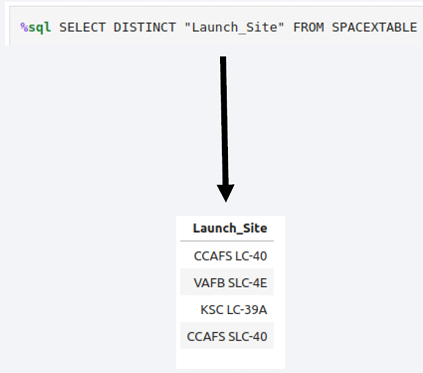 %sql SELECT DISTINCT "Launch_Site" FROM SPACEXTABLE
Launch_Site
CCAFS LC-40
VAFB SLC-4E
KSC LC-39A
CCAFS SLC-40